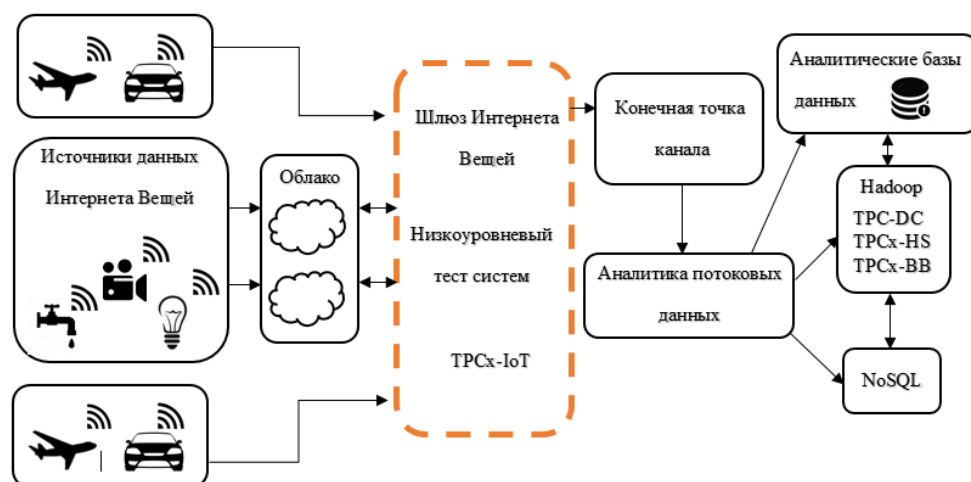 Источники данных
Интернета Вещей
Облако
Шлюз Интернета
Вещей
Низкоуровневый
тест систем
TPCx-IoT
Конечная точка
канала
Аналитика потоковых
данных
Аналитические базы
данных
Hadoop
TPC-DC
TPCx-HS
TPCx-BB
NoSQL